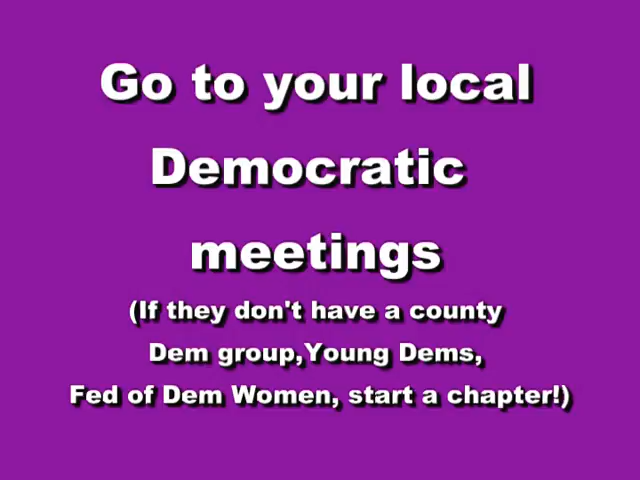 Go to your local
Democratic
meetings
(If they don't have a county
Dem group,Young Dems,
Fed of Dem Women, start a chapter!)